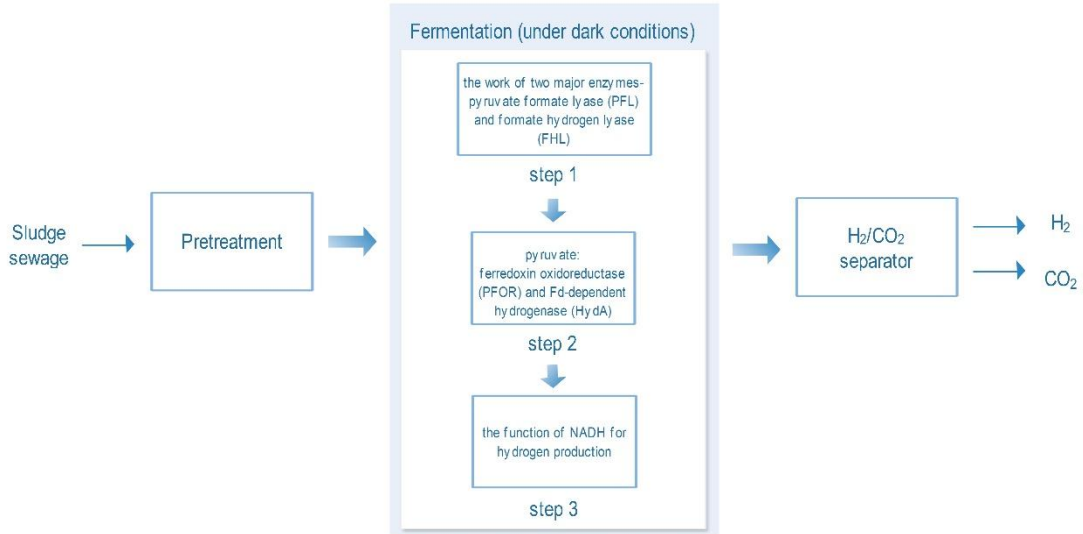 Fermentation (under dark conditions)
the work of two major enzymes-
pyruvate formate lyase (PFL)
and formate hydrogen lyase
(FHL)
step 1
Sludge
sewage
Pretreatment
pyruvate:
ferredoxin oxidoreductase
(PFOR) and Fd-dependent
hydrogenase (HydA)
step 2
the function of NADH for
hydrogen production
step 3
H₂/CO₂
separator
H₂
CO₂